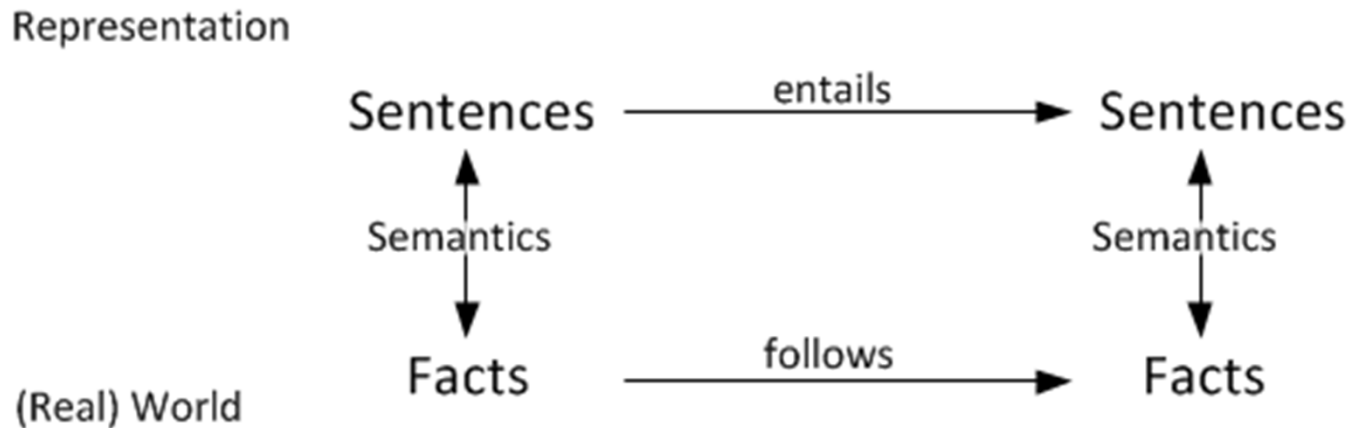 Representation
entails
Sentences Sentences
Semantics Semantics
follows
Facts Facts
(Real) World